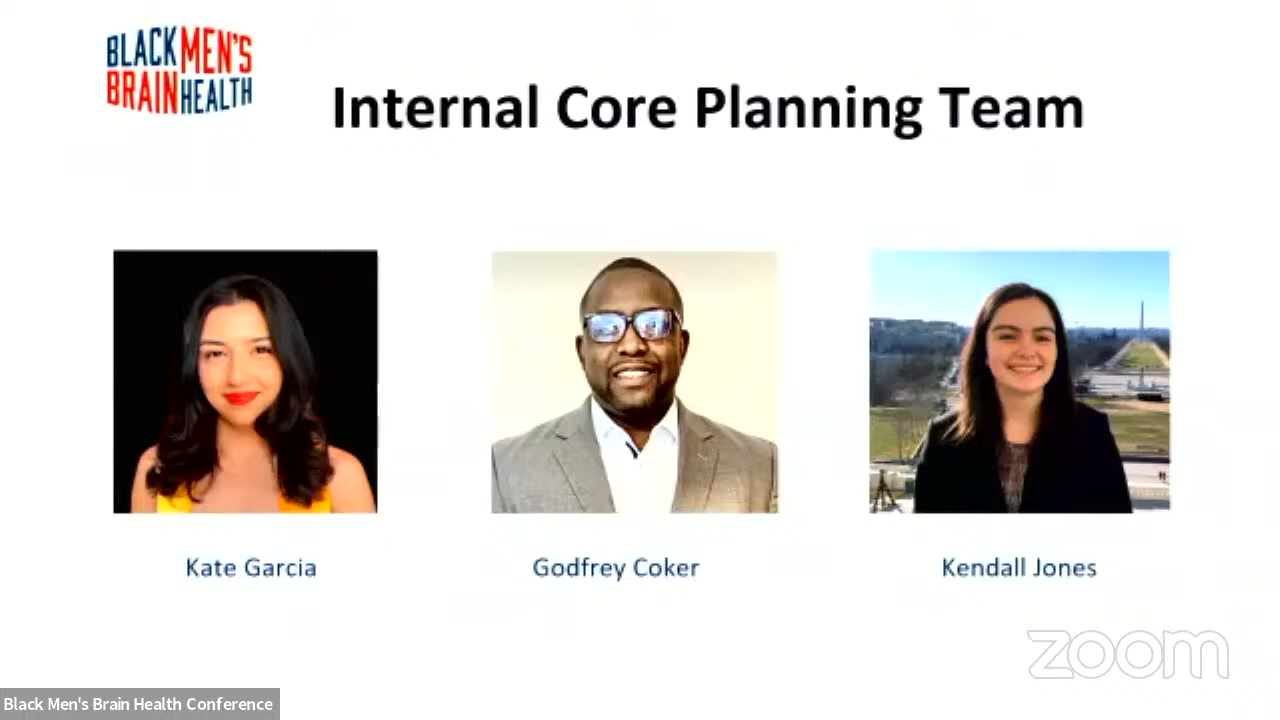 BLACK MEN'S
BRAIN HEALTH
Internal Core Planning Team
Kate Garcia
Godfrey Coker
Kendall Jones
zoom
Black Men's Brain Health Conference